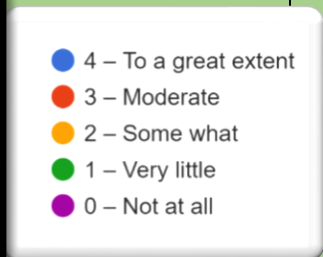 4 – To a great extent
3 – Moderate
2 – Some what
1 – Very little
0 – Not at all